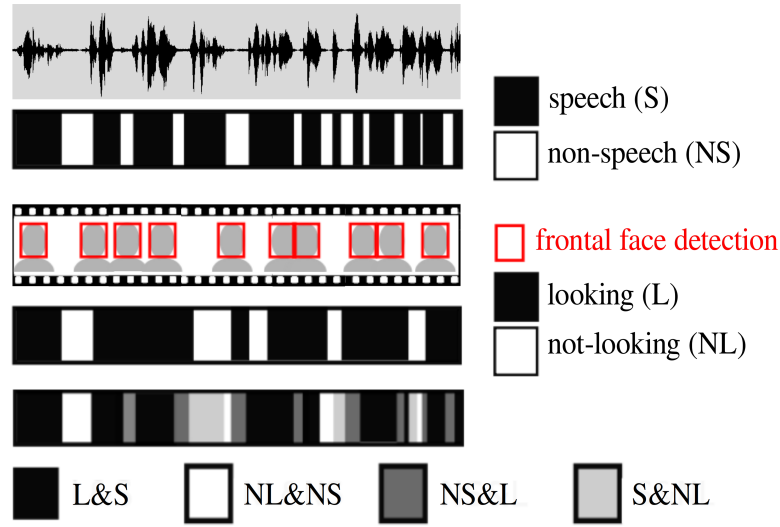 speech (S)
non-speech (NS)
frontal face detection
looking (L)
not-looking (NL)
L&S
NL&NS
NS&L
S&NL